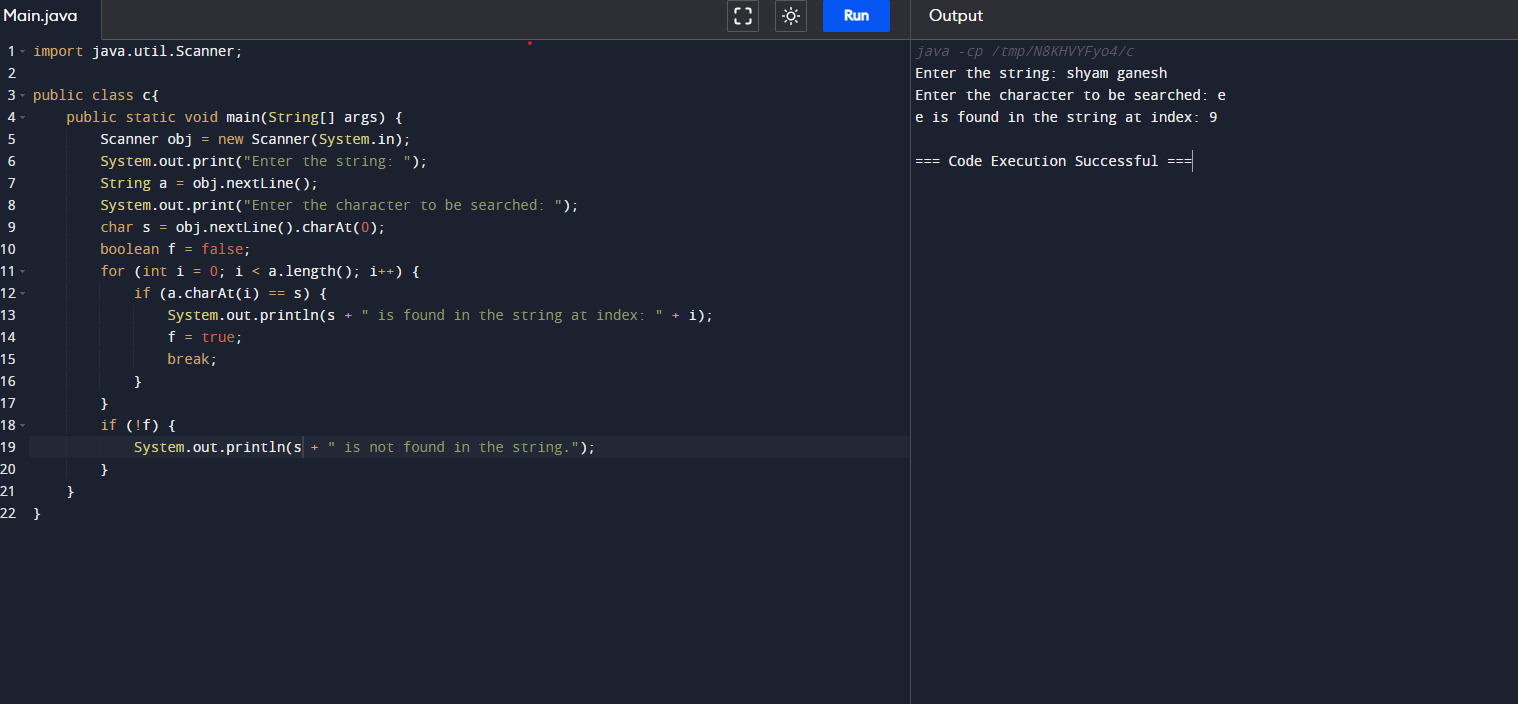 Main.java
Run
Output
1 import java.util.Scanner;
2
3 public class c{
4     public static void main(String[] args) {
5         Scanner obj = new Scanner(System.in);
6         System.out.print("Enter the string: ");
7         String a = obj.nextLine();
8         System.out.print("Enter the character to be searched: ");
9         char s = obj.nextLine().charAt(0);
10         boolean f = false;
11         for (int i = 0; i < a.length(); i++) {
12             if (a.charAt(i) == s) {
13                 System.out.println(s + " is found in the string at index: " + i);
14                 f = true;
15                 break;
16             }
17         }
18         if (!f) {
19             System.out.println(s + " is not found in the string.");
20         }
21     }
22 }
java -cp /tmp/N8KHVYFyo4/c
Enter the string: shyam ganesh
Enter the character to be searched: e
e is found in the string at index: 9
=== Code Execution Successful ===